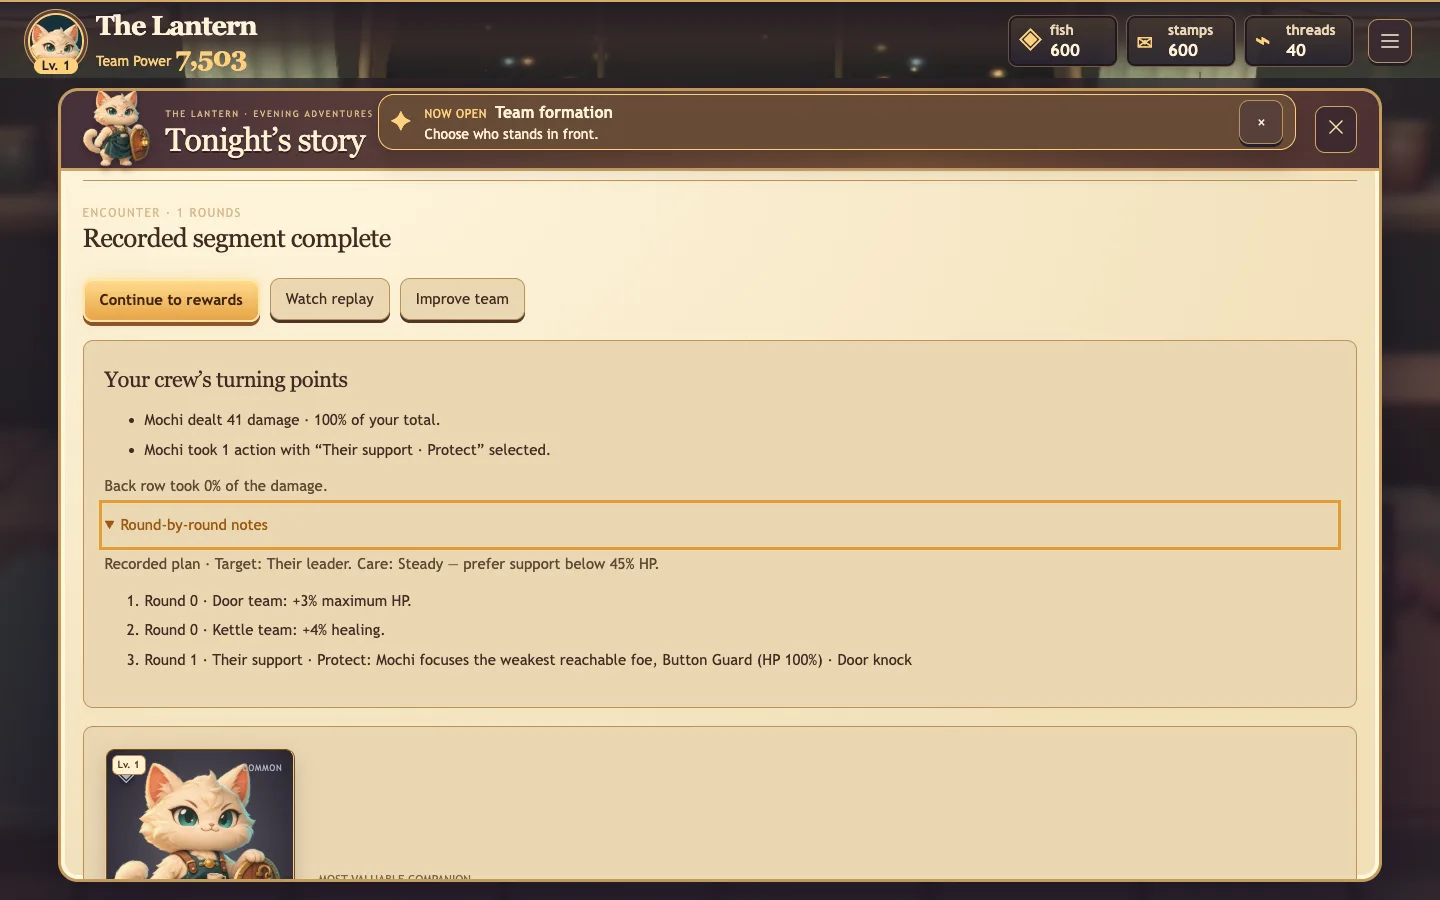 The Lantern
Lv. 1
Team Power 7,503
fish
600
stamps
600
threads
40
THE LANTERN · EVENING ADVENTURES
Tonight’s story
NOW OPEN Team formation
Choose who stands in front.
ENCOUNTER · 1 ROUNDS
Recorded segment complete
Continue to rewards
Watch replay
Improve team
Your crew’s turning points
• Mochi dealt 41 damage · 100% of your total.
• Mochi took 1 action with “Their support · Protect” selected.
Back row took 0% of the damage.
▼ Round-by-round notes
Recorded plan · Target: Their leader. Care: Steady — prefer support below 45% HP.
1. Round 0 · Door team: +3% maximum HP.
2. Round 0 · Kettle team: +4% healing.
3. Round 1 · Their support · Protect: Mochi focuses the weakest reachable foe, Button Guard (HP 100%) · Door knock
Lv. 1
OMMON
MOST VALUABLE COMPANION